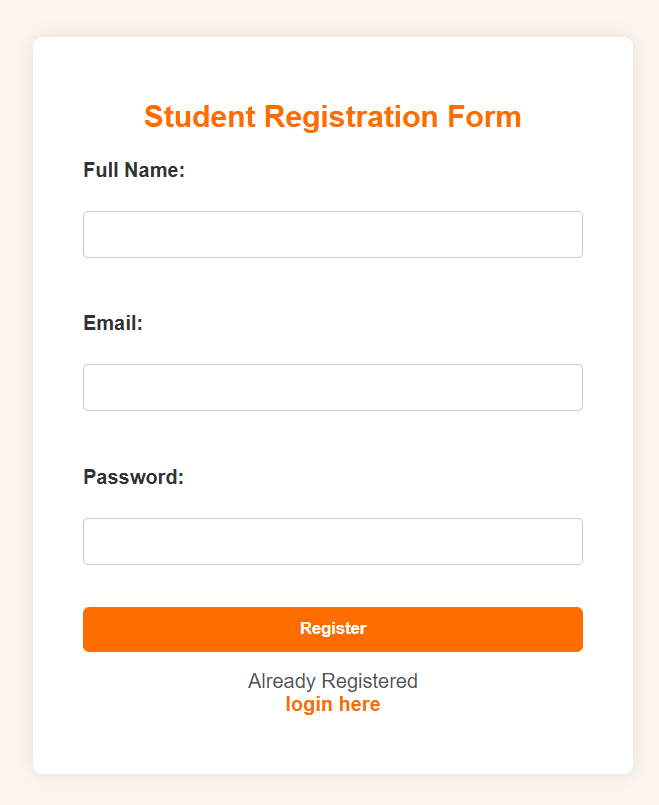 Student Registration Form
Full Name:
Email:
Password:
Register
Already Registered
login here